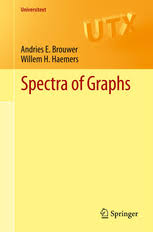 Universitext
UTX
Andries E. Brouwer
Willem H. Haemers
Spectra of Graphs
Springer